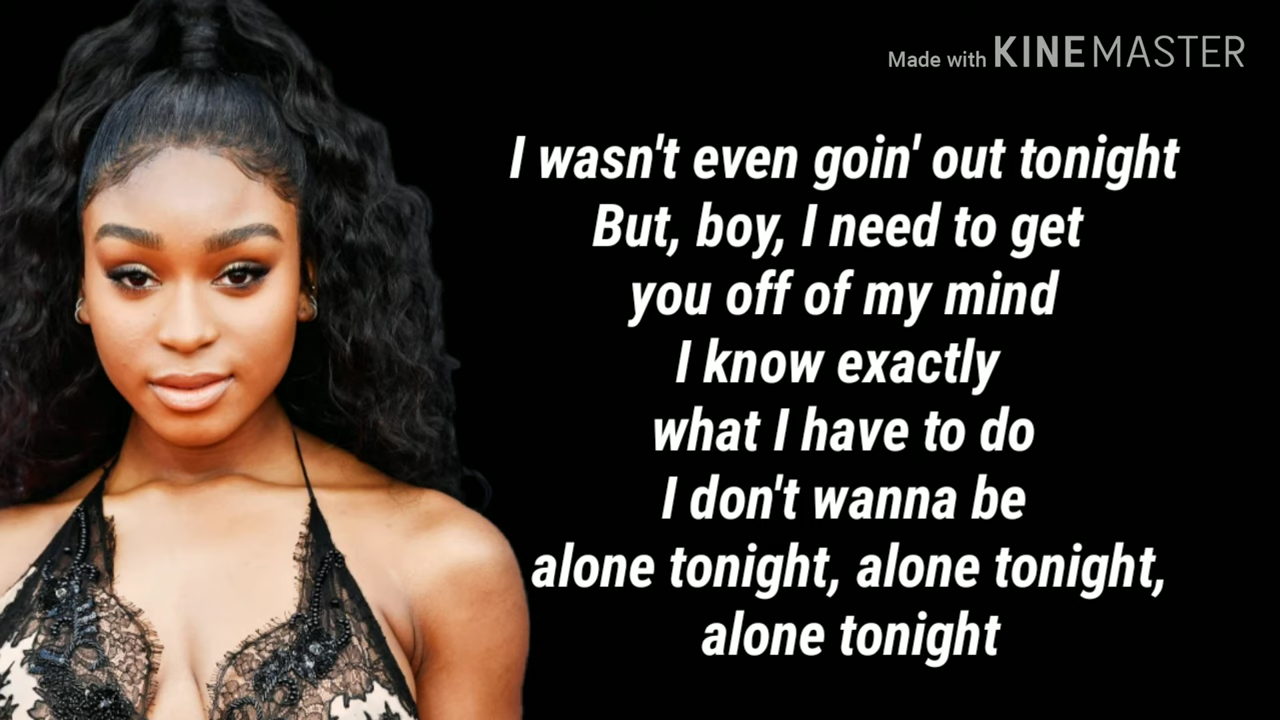 Made with KINEMASTER
I wasn't even goin' out tonight
But, boy, I need to get
you off of my mind
I know exactly
what I have to do
I don't wanna be
alone tonight, alone tonight,
alone tonight